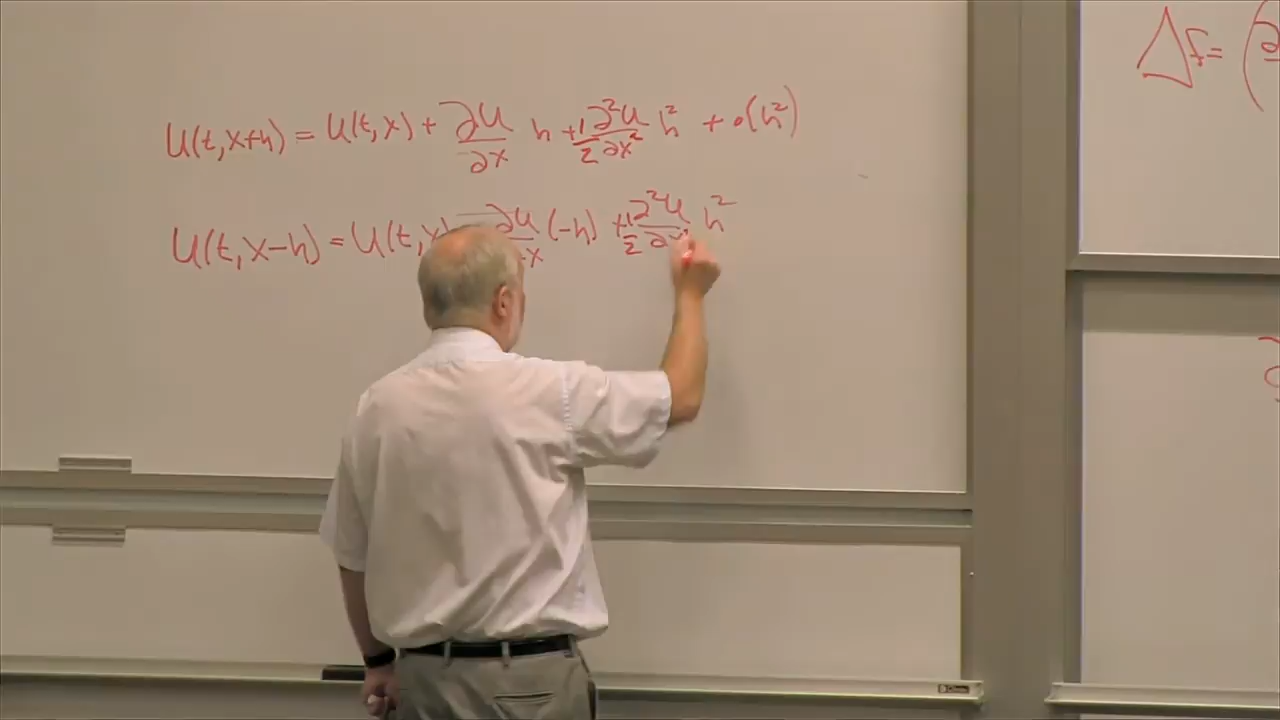 U(t, x+h) = U(t, x) + ∂U/∂x h + 1/2 ∂²U/∂x² h² + o(h²)
U(t, x-h) = U(t, x ∂U/ x (-h) + 1/2 ∂²U/∂x h²
Δf = (∂